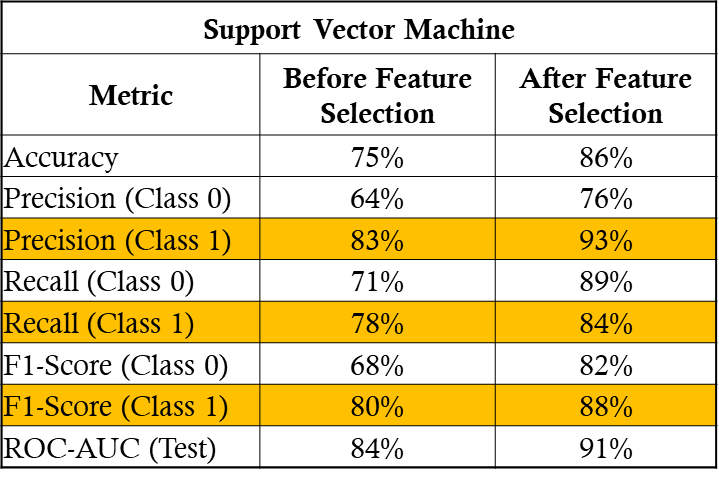 Support Vector Machine
Metric Before Feature Selection After Feature Selection
Accuracy 75% 86%
Precision (Class 0) 64% 76%
Precision (Class 1) 83% 93%
Recall (Class 0) 71% 89%
Recall (Class 1) 78% 84%
F1-Score (Class 0) 68% 82%
F1-Score (Class 1) 80% 88%
ROC-AUC (Test) 84% 91%